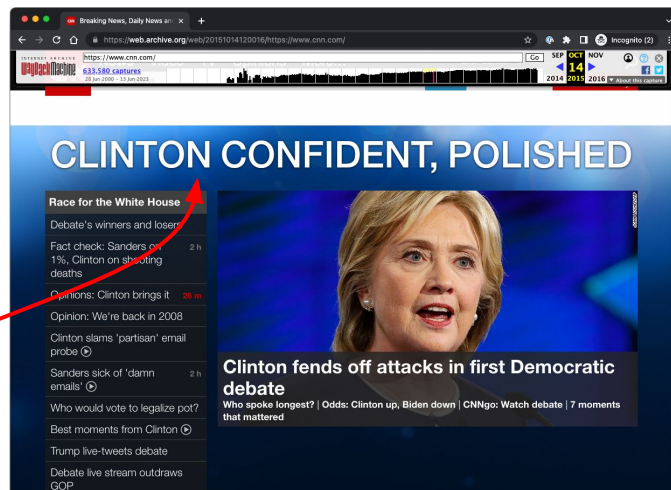 CNN Breaking News, Daily News an
https://web.archive.org/web/20151014120016/https://www.cnn.com/
Incognito (2)
INTERNET ARCHIVE
WayBack Machine
https://www.cnn.com/
Go
SEP OCT NOV
633,580 captures
14
28 Jun 2000 – 13 Jun 2023
2014 2015 2016
About this capture
CLINTON CONFIDENT, POLISHED
Race for the White House
Debate's winners and losers
Fact check: Sanders on 2 h
1%, Clinton on shooting
deaths
Opinions: Clinton brings it 26 m
Opinion: We're back in 2008
Clinton slams 'partisan' email
probe
Sanders sick of 'damn 2 h
emails'
Who would vote to legalize pot?
Best moments from Clinton
Trump live-tweets debate
Debate live stream outdraws
GOP
Clinton fends off attacks in first Democratic
debate
Who spoke longest? | Odds: Clinton up, Biden down | CNNgo: Watch debate | 7 moments
that mattered